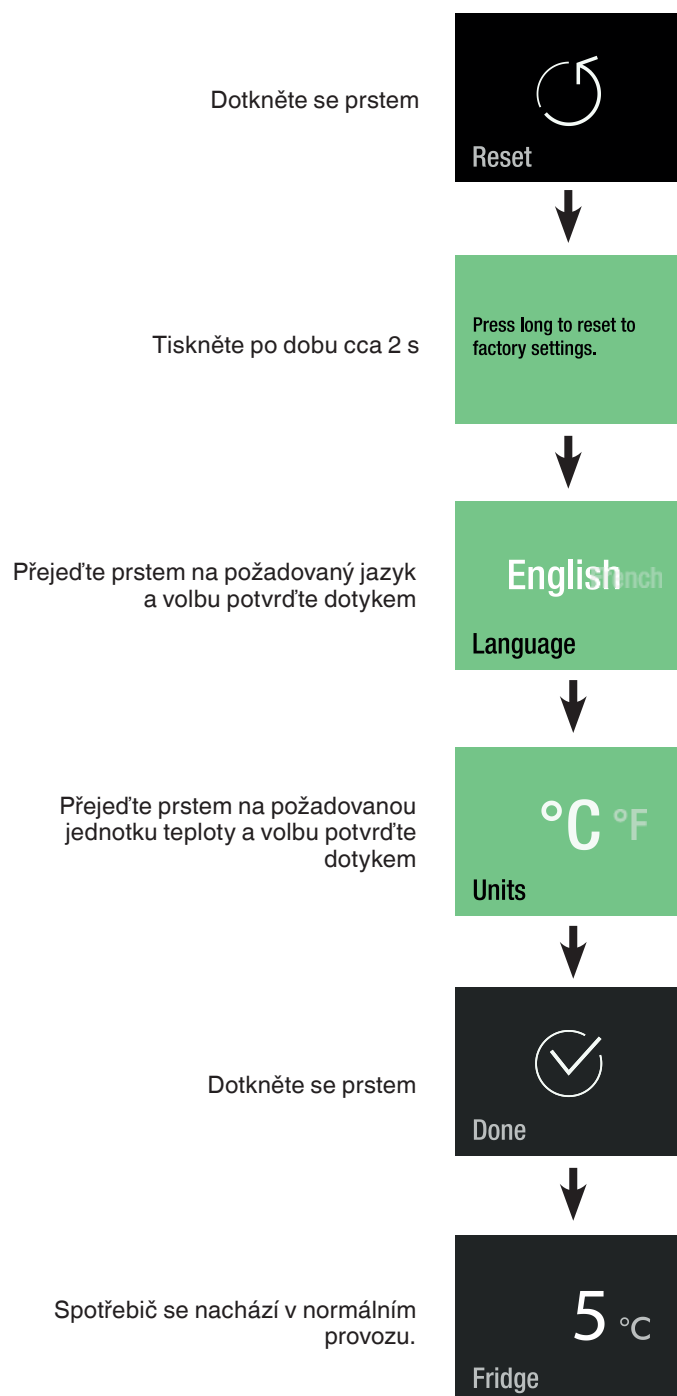 Dotkněte se prstem
Reset
Tiskněte po dobu cca 2 s
Press long to reset to
factory settings.
Přejeďte prstem na požadovaný jazyk
a volbu potvrďte dotykem
English French
Language
Přejeďte prstem na požadovanou
jednotku teploty a volbu potvrďte
dotykem
°C °F
Units
Dotkněte se prstem
Done
Spotřebič se nachází v normálním
provozu.
5 °C
Fridge